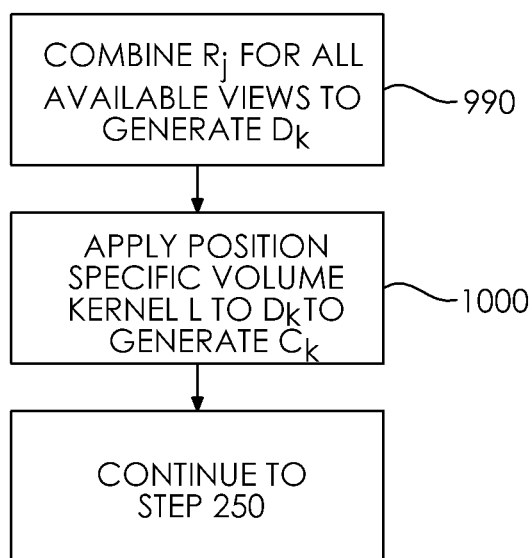 COMBINE Rj FOR ALL
AVAILABLE VIEWS TO
GENERATE Dk
990
APPLY POSITION
SPECIFIC VOLUME
KERNEL L TO Dk TO
GENERATE Ck
1000
CONTINUE TO
STEP 250